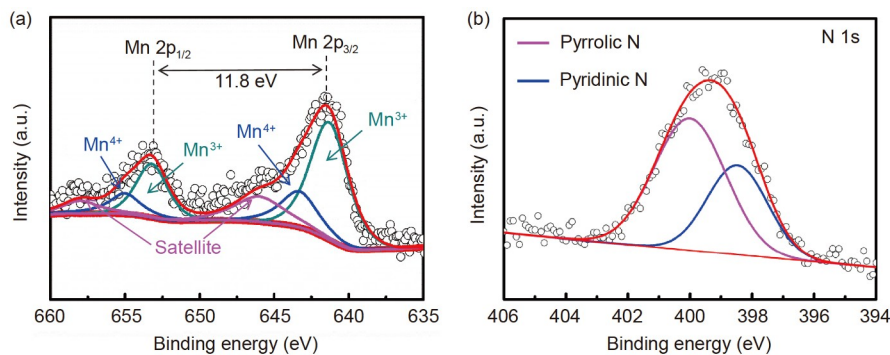 (a)
Mn 2p1/2
Mn 2p3/2
11.8 eV
Mn4+
Mn3+
Mn4+
Mn3+
Satellite
Intensity (a.u.)
660 655 650 645 640 635
Binding energy (eV)
(b)
Pyrrolic N
N 1s
Pyridinic N
Intensity (a.u.)
406 404 402 400 398 396 394
Binding energy (eV)